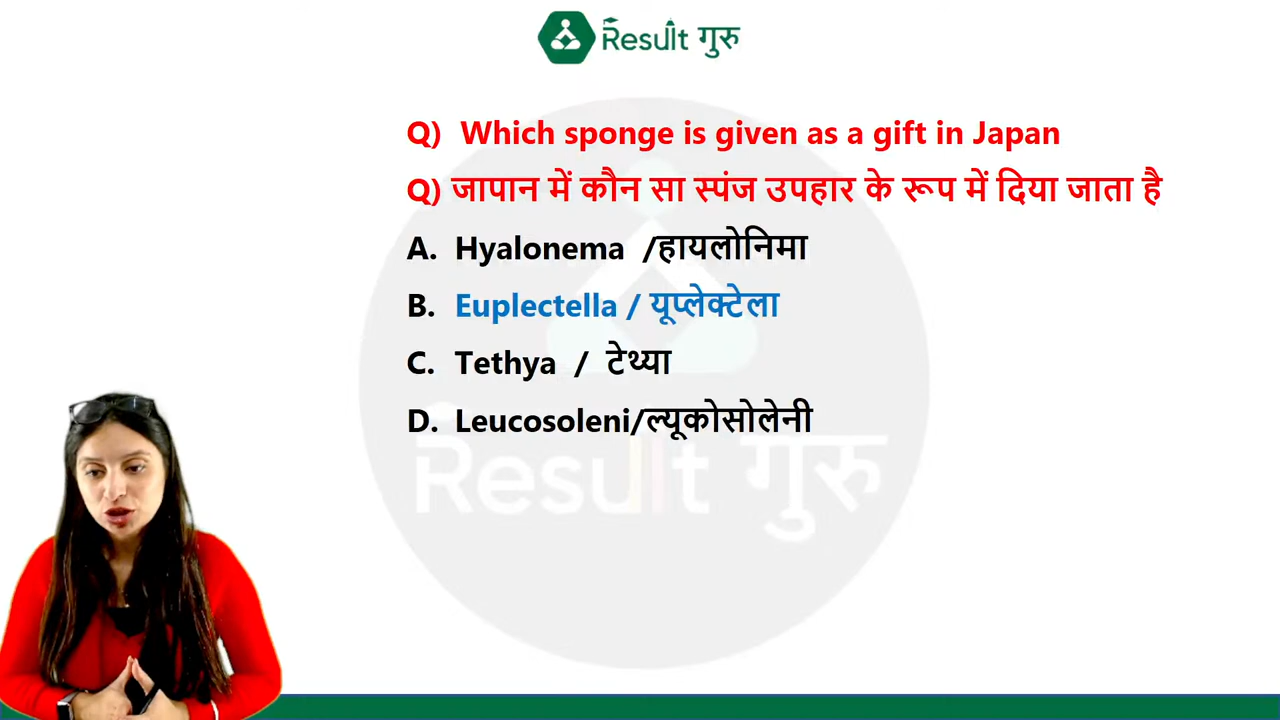 Result गुरु
Q) Which sponge is given as a gift in Japan
Q) जापान में कौन सा स्पंज उपहार के रूप में दिया जाता है
A. Hyalonema /हायलोनिमा
B. Euplectella / यूप्लेक्टेला
C. Tethya / टेथ्या
D. Leucosoleni/ल्यूकोसोलेनी
Result गुरु